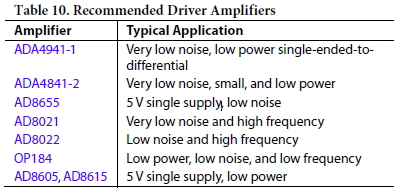 Table 10. Recommended Driver Amplifiers
Amplifier Typical Application
ADA4941-1 Very low noise, low power single-ended-to-
differential
ADA4841-2 Very low noise, small, and low power
AD8655 5 V single supply, low noise
AD8021 Very low noise and high frequency
AD8022 Low noise and high frequency
OP184 Low power, low noise, and low frequency
AD8605, AD8615 5 V single supply, low power